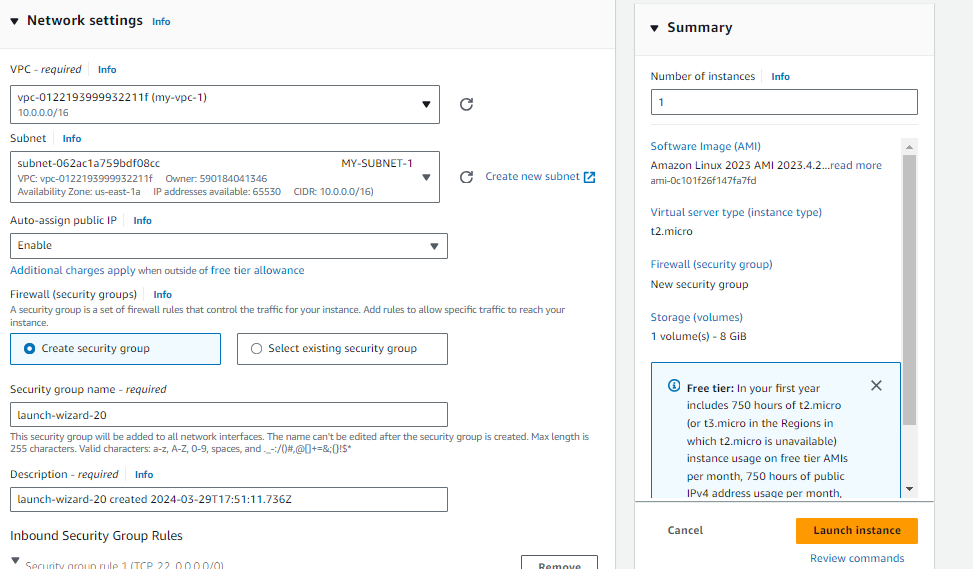 Network settings Info
VPC - required Info
vpc-0122193999932211f (my-vpc-1)
10.0.0.0/16
Subnet Info
subnet-062ac1a759bdf08cc MY-SUBNET-1
VPC: vpc-0122193999932211f Owner: 590184041346
Availability Zone: us-east-1a IP addresses available: 65530 CIDR: 10.0.0.0/16)
Create new subnet
Auto-assign public IP Info
Enable
Additional charges apply when outside of free tier allowance
Firewall (security groups) Info
A security group is a set of firewall rules that control the traffic for your instance. Add rules to allow specific traffic to reach your
instance.
Create security group
Select existing security group
Security group name - required
launch-wizard-20
This security group will be added to all network interfaces. The name can't be edited after the security group is created. Max length is
255 characters. Valid characters: a-z, A-Z, 0-9, spaces, and ._-:/()#,@[]+=&;{}!$*
Description - required Info
launch-wizard-20 created 2024-03-29T17:51:11.736Z
Inbound Security Group Rules
Security group rule 1 (TCP, 22, 0.0.0.0/0)
Remove
Summary
Number of instances Info
1
Software Image (AMI)
Amazon Linux 2023 AMI 2023.4.2...read more
ami-0c101f26f147fa7fd
Virtual server type (instance type)
t2.micro
Firewall (security group)
New security group
Storage (volumes)
1 volume(s) - 8 GiB
Free tier: In your first year
includes 750 hours of t2.micro
(or t3.micro in the Regions in
which t2.micro is unavailable)
instance usage on free tier AMIs
per month, 750 hours of public
IPv4 address usage per month,
Cancel
Launch instance
Review commands